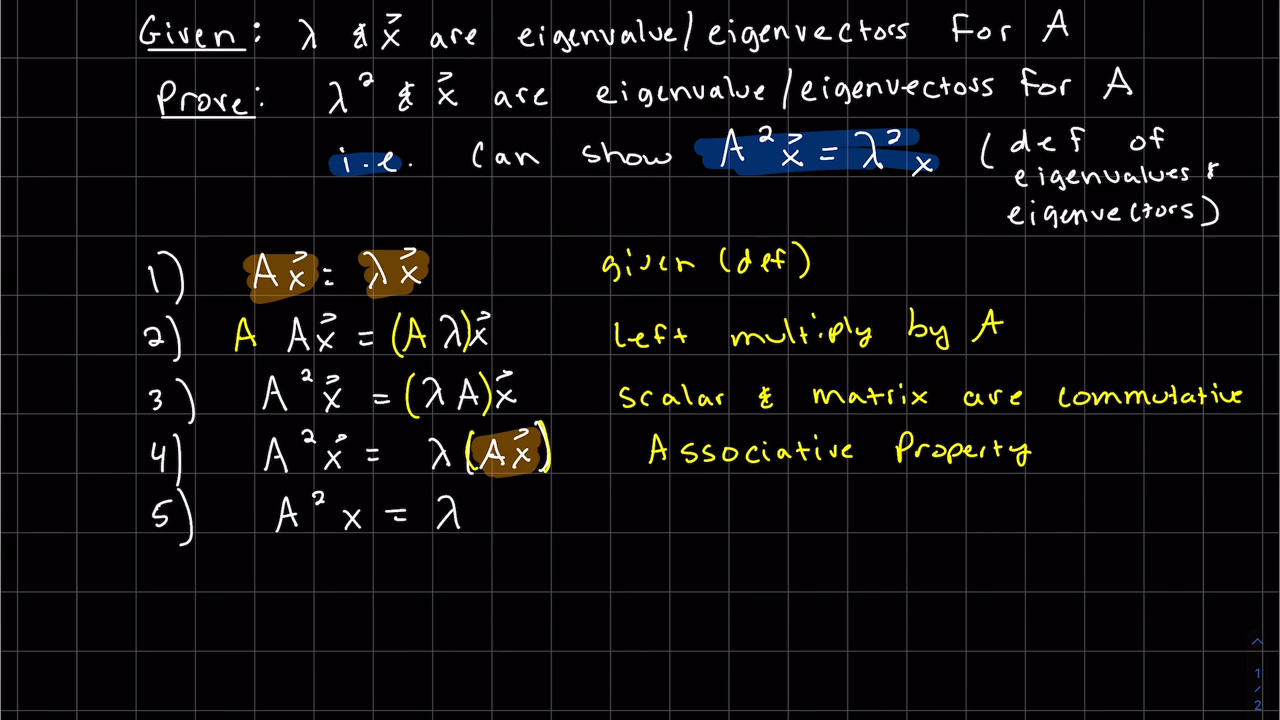 Given: λ & x⃗ are eigenvalue/eigenvectors for A
Prove: λ² & x⃗ are eigenvalue/eigenvectors for A
i.e. can show A²x⃗ = λ²x (def of
eigenvalues &
eigenvectors)
1) Ax⃗ = λx⃗ given (def)
2) A Ax⃗ = (Aλ)x⃗ left multiply by A
3) A²x⃗ = (λA)x⃗ scalar & matrix are commutative
4) A²x⃗ = λ(Ax⃗) Associative Property
5) A²x = λ
1
/
2